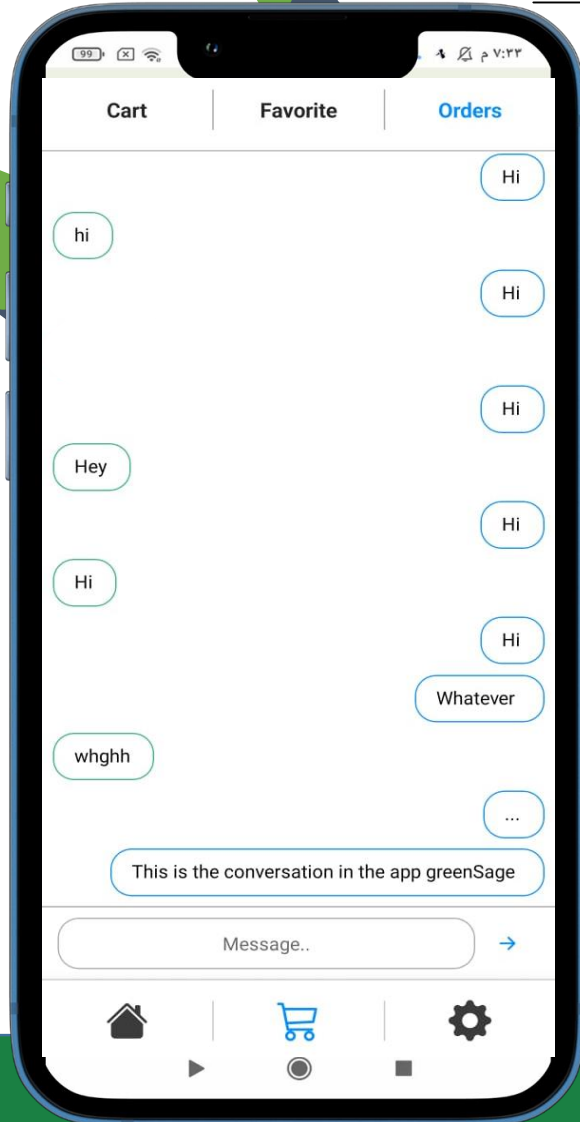 99 م ٧:٣٣
Cart Favorite Orders
Hi
hi
Hi
Hi
Hey
Hi
Hi
Hi
Whatever
whghh
...
This is the conversation in the app greenSage
Message..